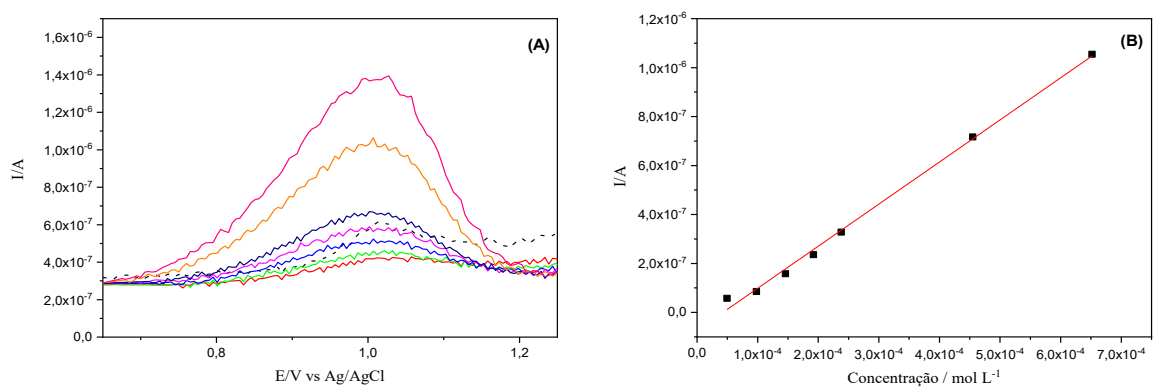 (A)
1,6x10⁻⁶
1,4x10⁻⁶
1,2x10⁻⁶
1,0x10⁻⁶
8,0x10⁻⁷
6,0x10⁻⁷
4,0x10⁻⁷
2,0x10⁻⁷
0,0
I/A
0,8 1,0 1,2
E/V vs Ag/AgCl
(B)
1,2x10⁻⁶
1,0x10⁻⁶
8,0x10⁻⁷
6,0x10⁻⁷
4,0x10⁻⁷
2,0x10⁻⁷
0,0
I/A
0,0 1,0x10⁻⁴ 2,0x10⁻⁴ 3,0x10⁻⁴ 4,0x10⁻⁴ 5,0x10⁻⁴ 6,0x10⁻⁴ 7,0x10⁻⁴
Concentração / mol L⁻¹